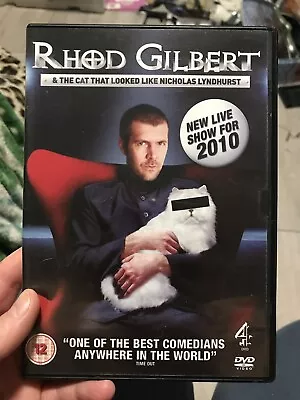 RHOD GILBERT
& THE CAT THAT LOOKED LIKE NICHOLAS LYNDHURST
NEW LIVE
SHOW FOR
2010
12
"ONE OF THE BEST COMEDIANS
ANYWHERE IN THE WORLD"
TIME OUT
4
DVD
DVD
VIDEO